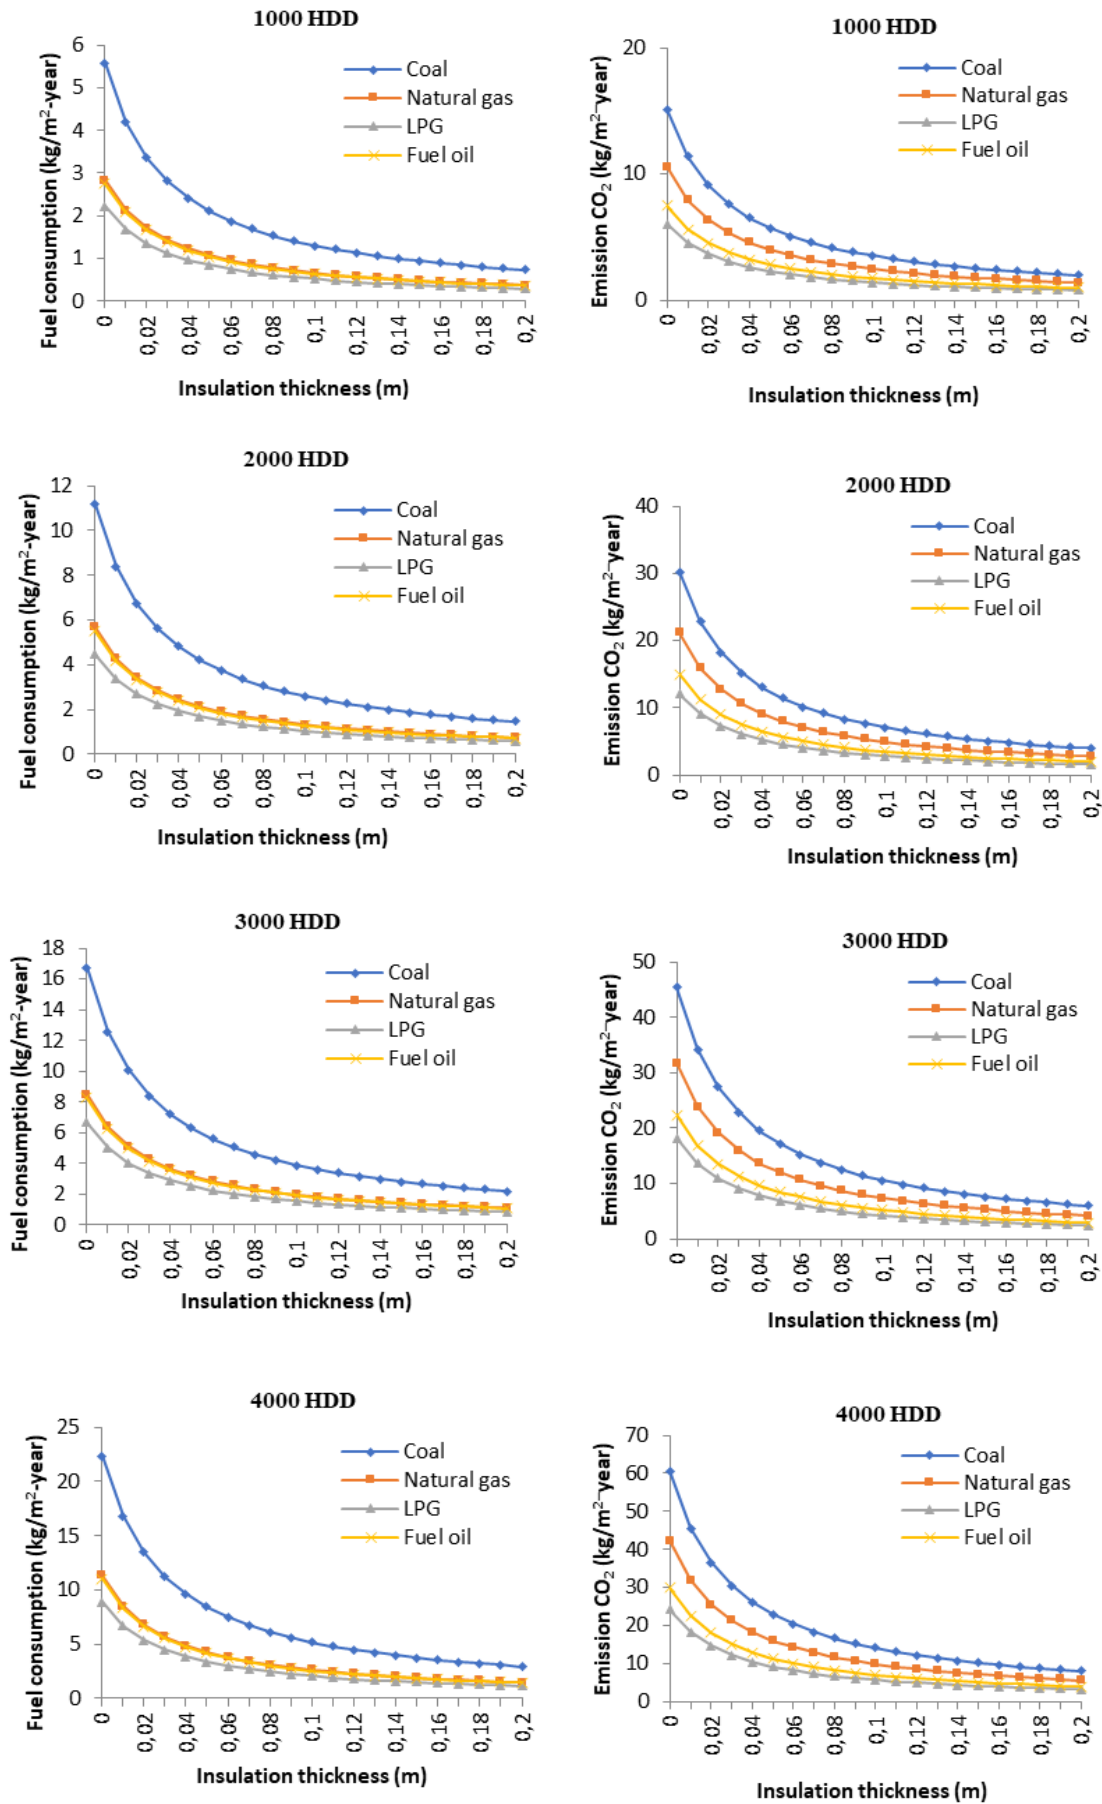 1000 HDD
Fuel consumption (kg/m²-year)
6
5
4
3
2
1
0
Coal
Natural gas
LPG
Fuel oil
0
0,02
0,04
0,06
0,08
0,1
0,12
0,14
0,16
0,18
0,2
Insulation thickness (m)
1000 HDD
Emission CO₂ (kg/m²-year)
20
10
0
Coal
Natural gas
LPG
Fuel oil
0
0,02
0,04
0,06
0,08
0,1
0,12
0,14
0,16
0,18
0,2
Insulation thickness (m)
2000 HDD
Fuel consumption (kg/m²-year)
12
10
8
6
4
2
0
Coal
Natural gas
LPG
Fuel oil
0
0,02
0,04
0,06
0,08
0,1
0,12
0,14
0,16
0,18
0,2
Insulation thickness (m)
2000 HDD
Emission CO₂ (kg/m²-year)
40
30
20
10
0
Coal
Natural gas
LPG
Fuel oil
0
0,02
0,04
0,06
0,08
0,1
0,12
0,14
0,16
0,18
0,2
Insulation thickness (m)
3000 HDD
Fuel consumption (kg/m²-year)
18
16
14
12
10
8
6
4
2
0
Coal
Natural gas
LPG
Fuel oil
0
0,02
0,04
0,06
0,08
0,1
0,12
0,14
0,16
0,18
0,2
Insulation thickness (m)
3000 HDD
Emission CO₂ (kg/m²-year)
50
40
30
20
10
0
Coal
Natural gas
LPG
Fuel oil
0
0,02
0,04
0,06
0,08
0,1
0,12
0,14
0,16
0,18
0,2
Insulation thickness (m)
4000 HDD
Fuel consumption (kg/m²-year)
25
20
15
10
5
0
Coal
Natural gas
LPG
Fuel oil
0
0,02
0,04
0,06
0,08
0,1
0,12
0,14
0,16
0,18
0,2
Insulation thickness (m)
4000 HDD
Emission CO₂ (kg/m²-year)
70
60
50
40
30
20
10
0
Coal
Natural gas
LPG
Fuel oil
0
0,02
0,04
0,06
0,08
0,1
0,12
0,14
0,16
0,18
0,2
Insulation thickness (m)